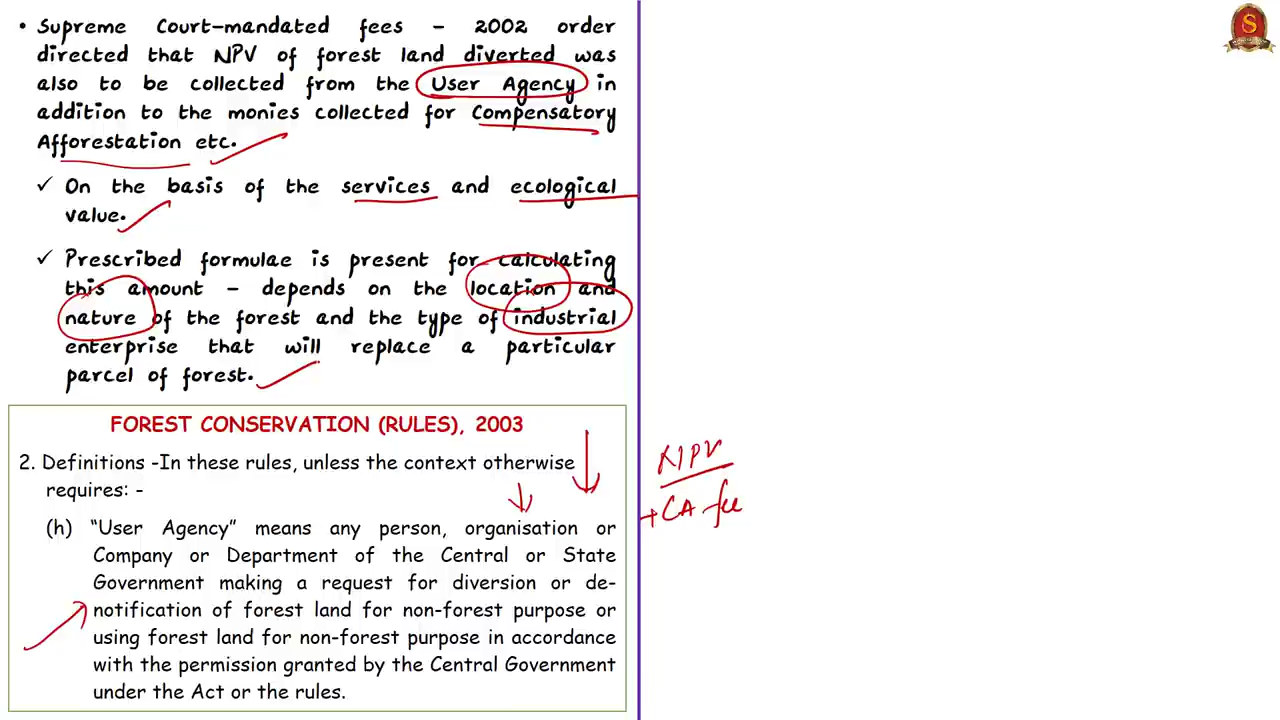 • Supreme Court-mandated fees - 2002 order
directed that NPV of forest land diverted was
also to be collected from the User Agency in
addition to the monies collected for Compensatory
Afforestation etc.
✓ On the basis of the services and ecological
value.
✓ Prescribed formulae is present for calculating
this amount - depends on the location and
nature of the forest and the type of industrial
enterprise that will replace a particular
parcel of forest.
FOREST CONSERVATION (RULES), 2003
2. Definitions -In these rules, unless the context otherwise
requires: -
(h) “User Agency” means any person, organisation or
Company or Department of the Central or State
Government making a request for diversion or de-
notification of forest land for non-forest purpose or
using forest land for non-forest purpose in accordance
with the permission granted by the Central Government
under the Act or the rules.
NPV
+ CA fee
S